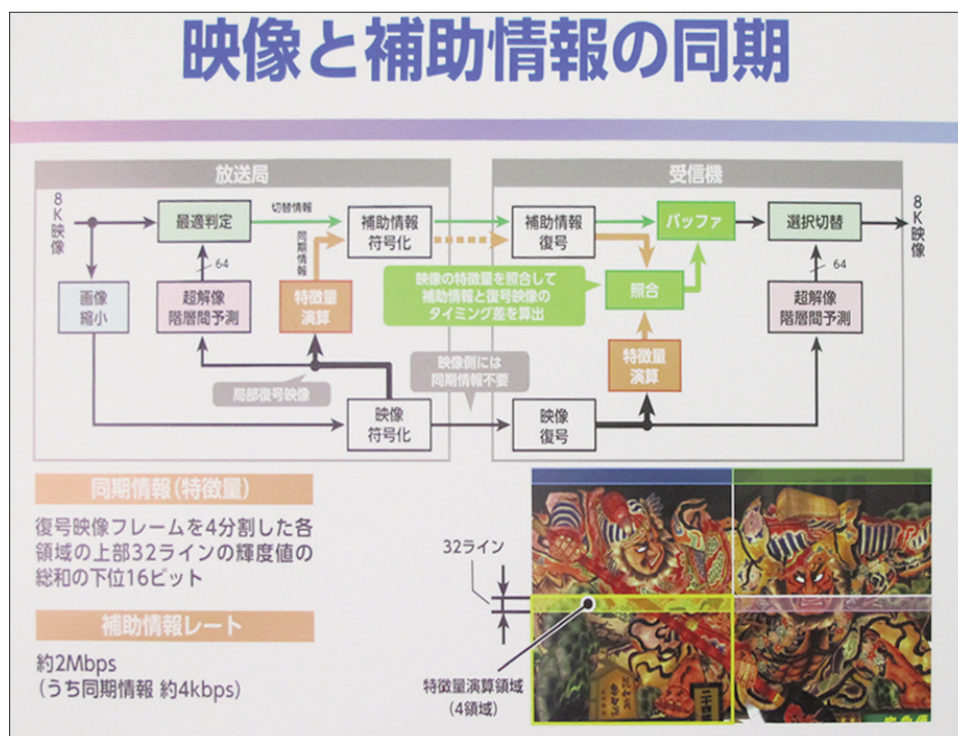 映像と補助情報の同期
放送局
受信機
8K映像
最適判定
切替情報
同期情報
補助情報
符号化
補助情報
復号
バッファ
選択切替
8K映像
64
64
画像
縮小
超解像
階層間予測
特徴量
演算
映像の特徴量を照合して
補助情報と復号映像の
タイミング差を算出
照合
超解像
階層間予測
局部復号映像
映像側には
同期情報不要
特徴量
演算
映像
符号化
映像
復号
同期情報(特徴量)
復号映像フレームを4分割した各
領域の上部32ラインの輝度値の
総和の下位16ビット
32ライン
補助情報レート
約2Mbps
(うち同期情報 約4kbps)
特徴量演算領域
(4領域)